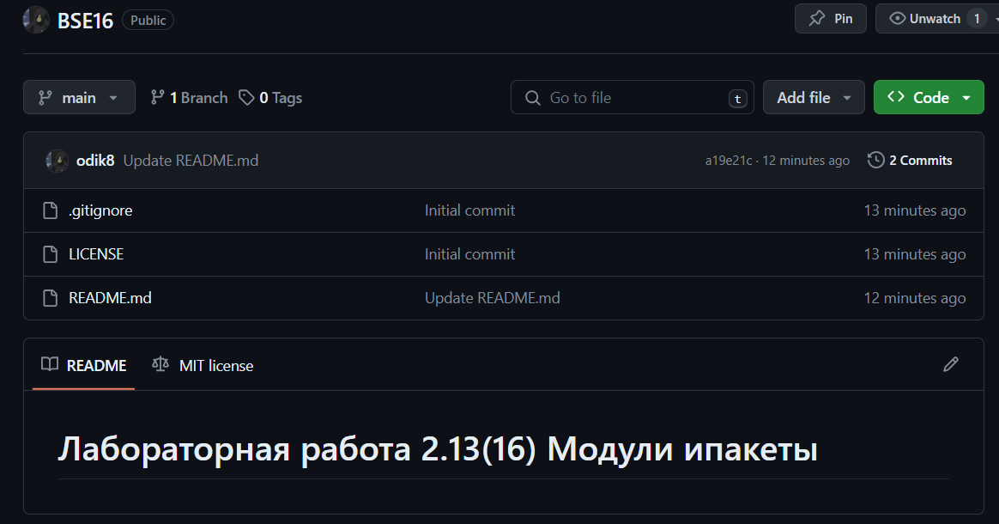 BSE16 Public Pin Unwatch 1
main 1 Branch 0 Tags Go to file t Add file Code
odik8 Update README.md a19e21c · 12 minutes ago 2 Commits
.gitignore Initial commit 13 minutes ago
LICENSE Initial commit 13 minutes ago
README.md Update README.md 12 minutes ago
README MIT license
Лабораторная работа 2.13(16) Модули ипакеты